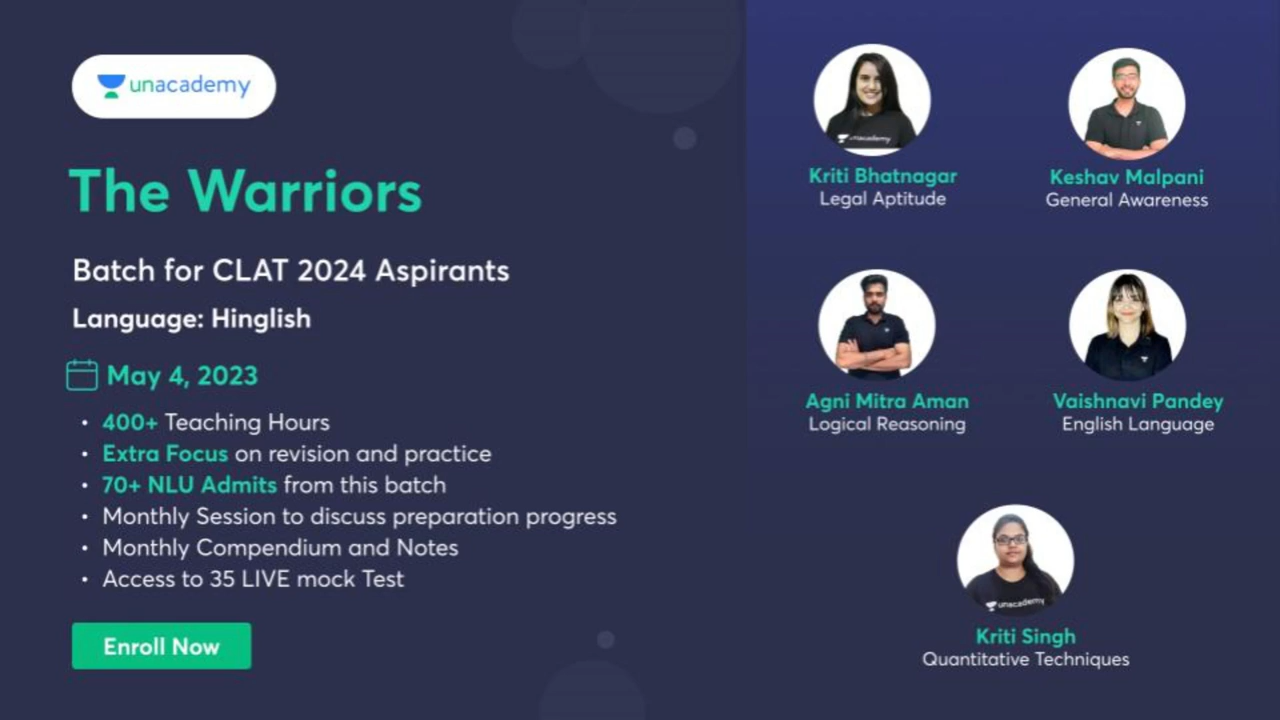 unacademy
The Warriors
Batch for CLAT 2024 Aspirants
Language: Hinglish
May 4, 2023
• 400+ Teaching Hours
• Extra Focus on revision and practice
• 70+ NLU Admits from this batch
• Monthly Session to discuss preparation progress
• Monthly Compendium and Notes
• Access to 35 LIVE mock Test
Enroll Now
unacademy
Kriti Bhatnagar
Legal Aptitude
Keshav Malpani
General Awareness
Agni Mitra Aman
Logical Reasoning
Vaishnavi Pandey
English Language
unacademy
Kriti Singh
Quantitative Techniques